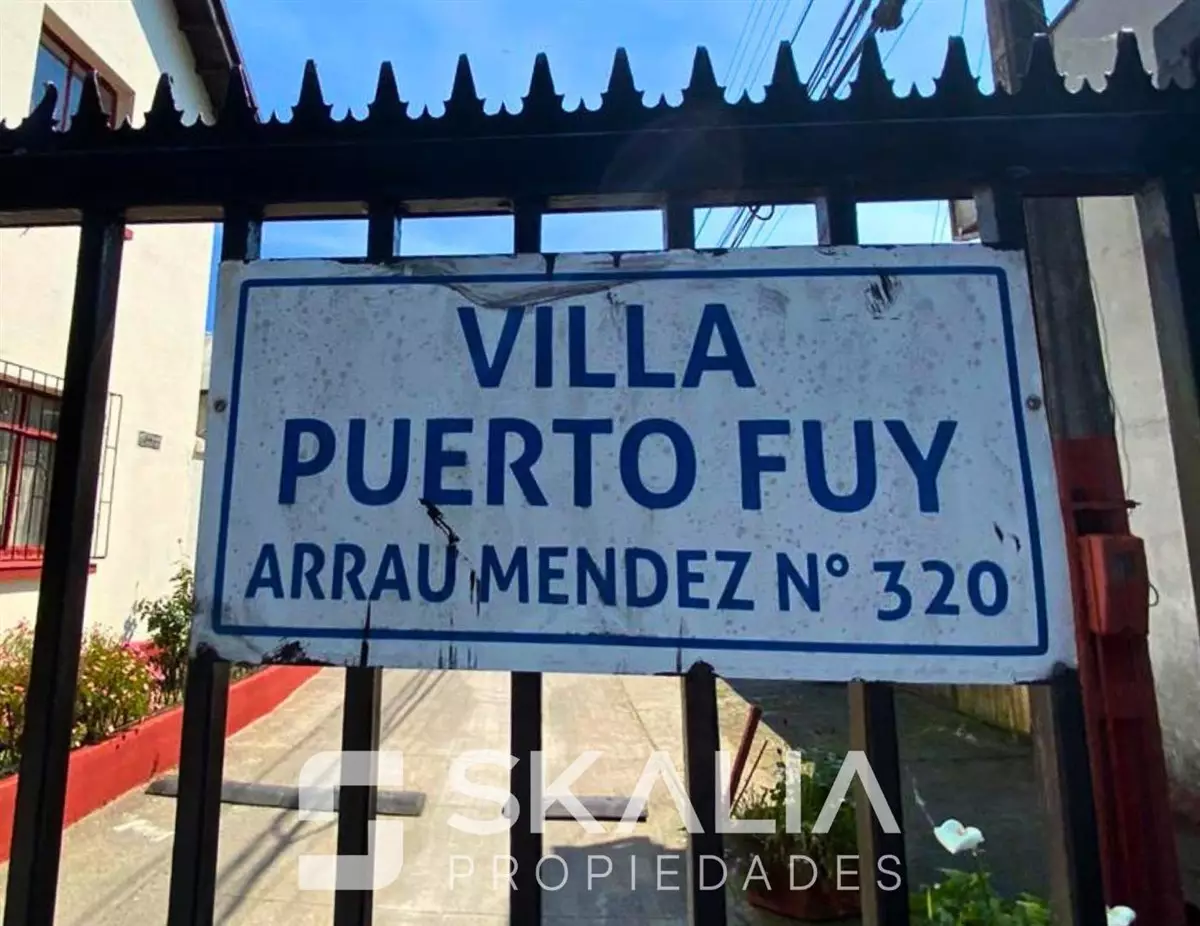 VILLA
PUERTO FUY
ARRAU MENDEZ N° 320
SKALIA
PROPIEDADES